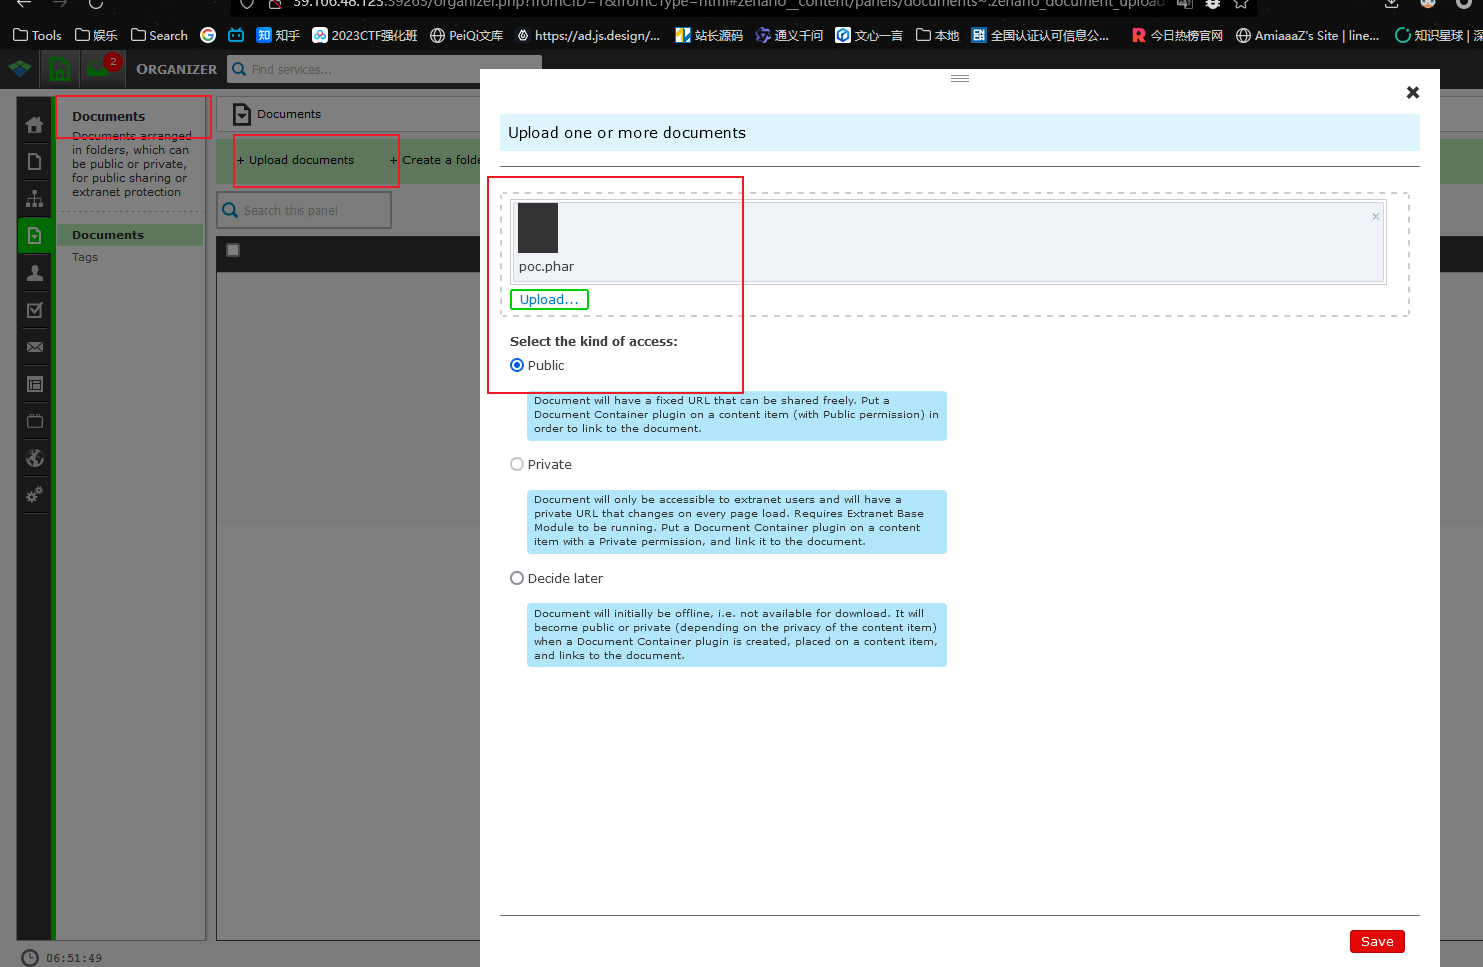 39.106.48.123:39265/organizer.php?fromCID=1&fromCType=html#zenario__content/panels/documents~.zenario_document_upload
Tools 娱乐 Search 知乎 2023CTF强化班 PeiQi文库 https://ad.js.design/... 站长源码 通义千问 文心一言 本地 全国认证认可信息公... 今日热榜官网 AmiaaaZ's Site | line... 知识星球 | 深
2 ORGANIZER Find services...
Documents
Documents arranged
in folders, which can
be public or private,
for public sharing or
extranet protection
Documents
Tags
Documents
+ Upload documents + Create a folde
Search this panel
Upload one or more documents
poc.phar
Upload...
Select the kind of access:
Public
Document will have a fixed URL that can be shared freely. Put a
Document Container plugin on a content item (with Public permission) in
order to link to the document.
Private
Document will only be accessible to extranet users and will have a
private URL that changes on every page load. Requires Extranet Base
Module to be running. Put a Document Container plugin on a content
item with a Private permission, and link it to the document.
Decide later
Document will initially be offline, i.e. not available for download. It will
become public or private (depending on the privacy of the content item)
when a Document Container plugin is created, placed on a content item,
and links to the document.
Save
06:51:49